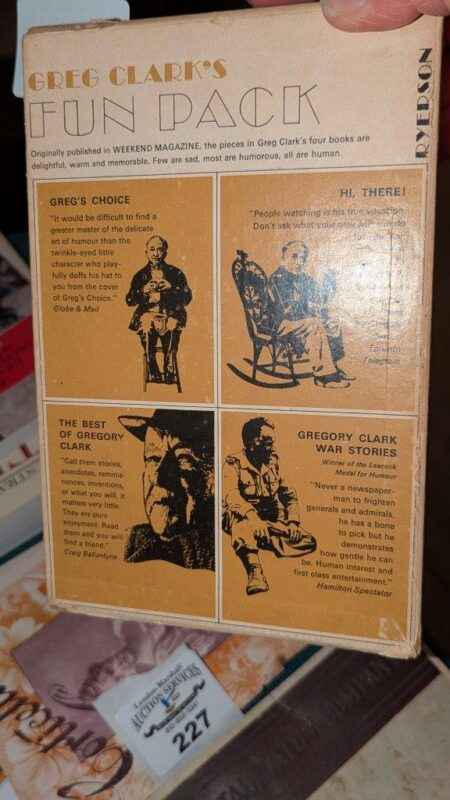 GREG CLARK'S
FUN PACK
RYERSON
Originally published in WEEKEND MAGAZINE, the pieces in Greg Clark's four books are
delightful, warm and memorable. Few are sad, most are humorous, all are human.
GREG'S CHOICE
"It would be difficult to find a
greater master of the delicate
art of humour than the
twinkle-eyed little
character who play-
fully doffs his hat to
you from the cover
of Greg's Choice."
Globe & Mail
HI, THERE!
"People watching is his true vocation.
Don't ask what
Toronto
Telegram
THE BEST
OF GREGORY
CLARK
"Call them stories,
anecdotes, reminis-
cences, inventions,
or what you will, it
matters very little.
They are pure
enjoyment. Read
them and you will
find a friend."
Craig Ballantyne
GREGORY CLARK
WAR STORIES
Winner of the Leacock
Medal for Humour
"Never a newspaper-
man to frighten
generals and admirals,
he has a bone
to pick but he
demonstrates
how gentle he can
be. Human interest and
first class entertainment."
Hamilton Spectator
AUCTION SERVICES
227
Corticelli